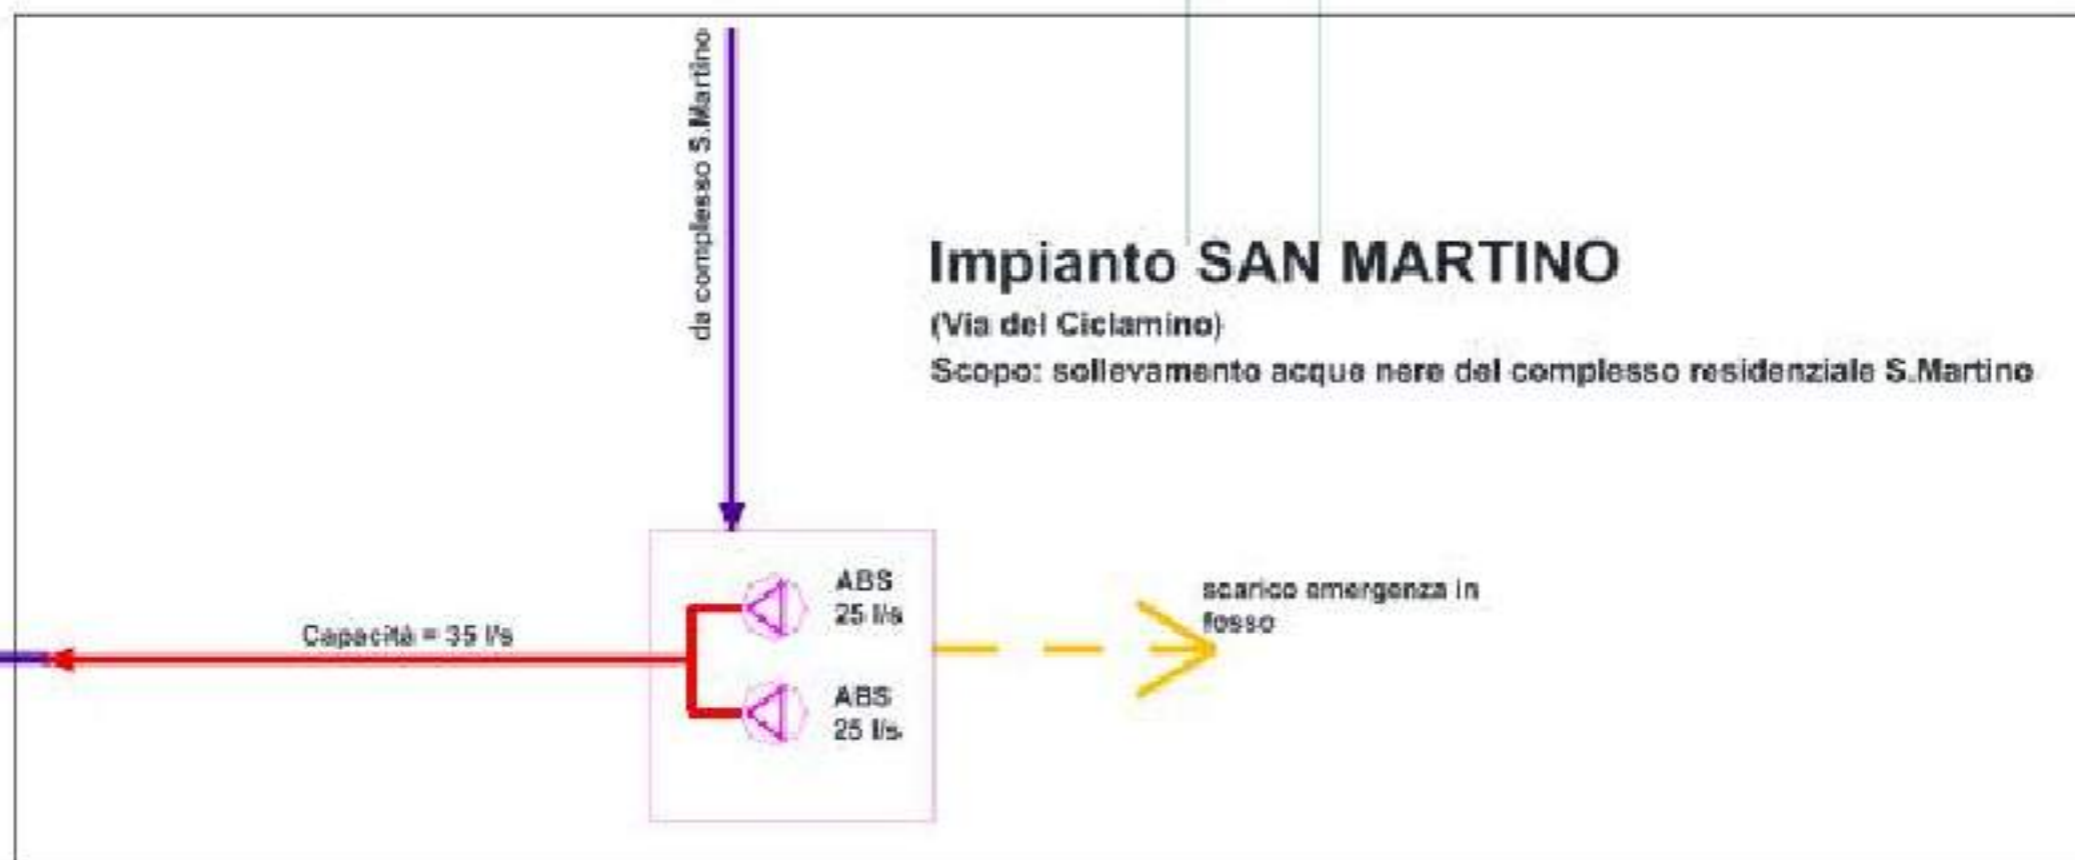 da complesso S.Martino
Impianto SAN MARTINO
(Via del Ciclamino)
Scopo: sollevamento acque nere del complesso residenziale S.Martino
ABS
25 l/s
scarico emergenza in
fosso
Capacità = 35 l/s
ABS
25 l/s